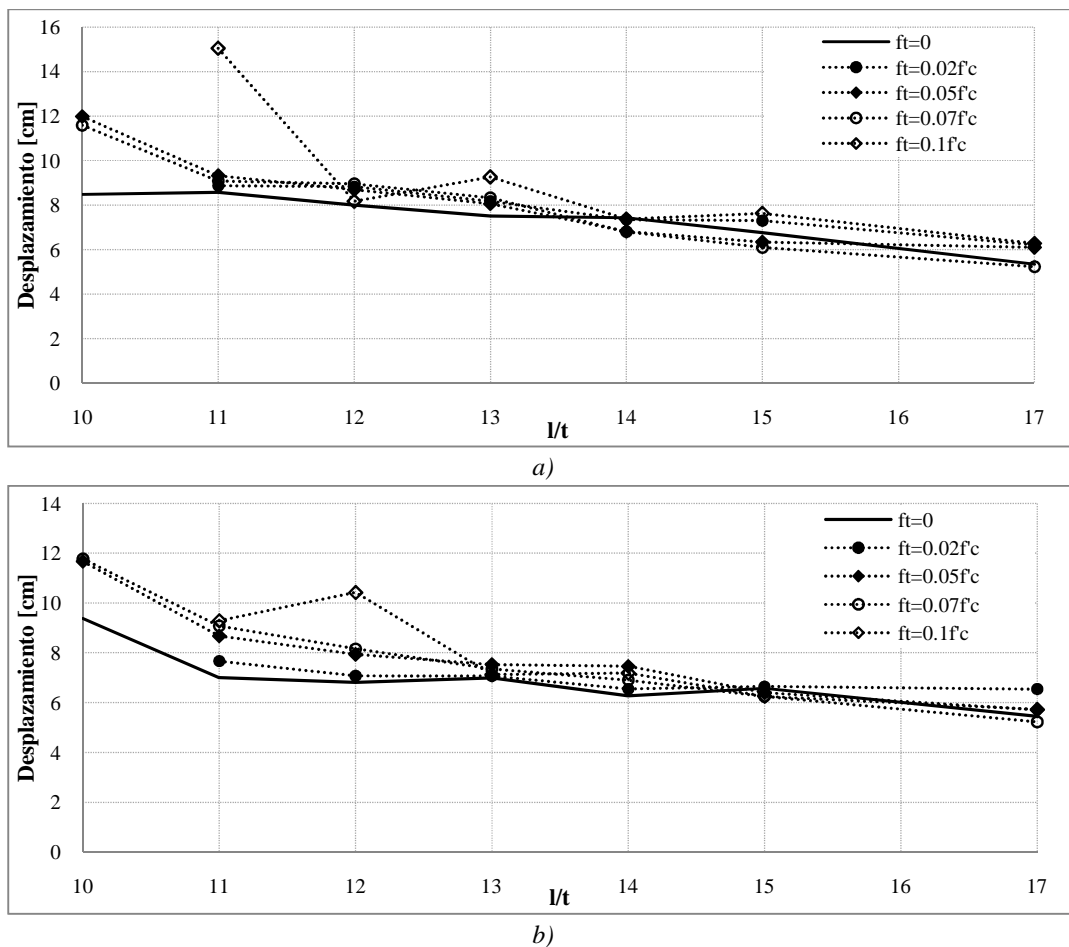 16
14
12
10
8
6
4
2
0
Desplazamiento [cm]
ft=0
ft=0.02f'c
ft=0.05f'c
ft=0.07f'c
ft=0.1f'c
10 11 12 13 14 15 16 17
l/t
a)
14
12
10
8
6
4
2
0
Desplazamiento [cm]
ft=0
ft=0.02f'c
ft=0.05f'c
ft=0.07f'c
ft=0.1f'c
10 11 12 13 14 15 16 17
l/t
b)